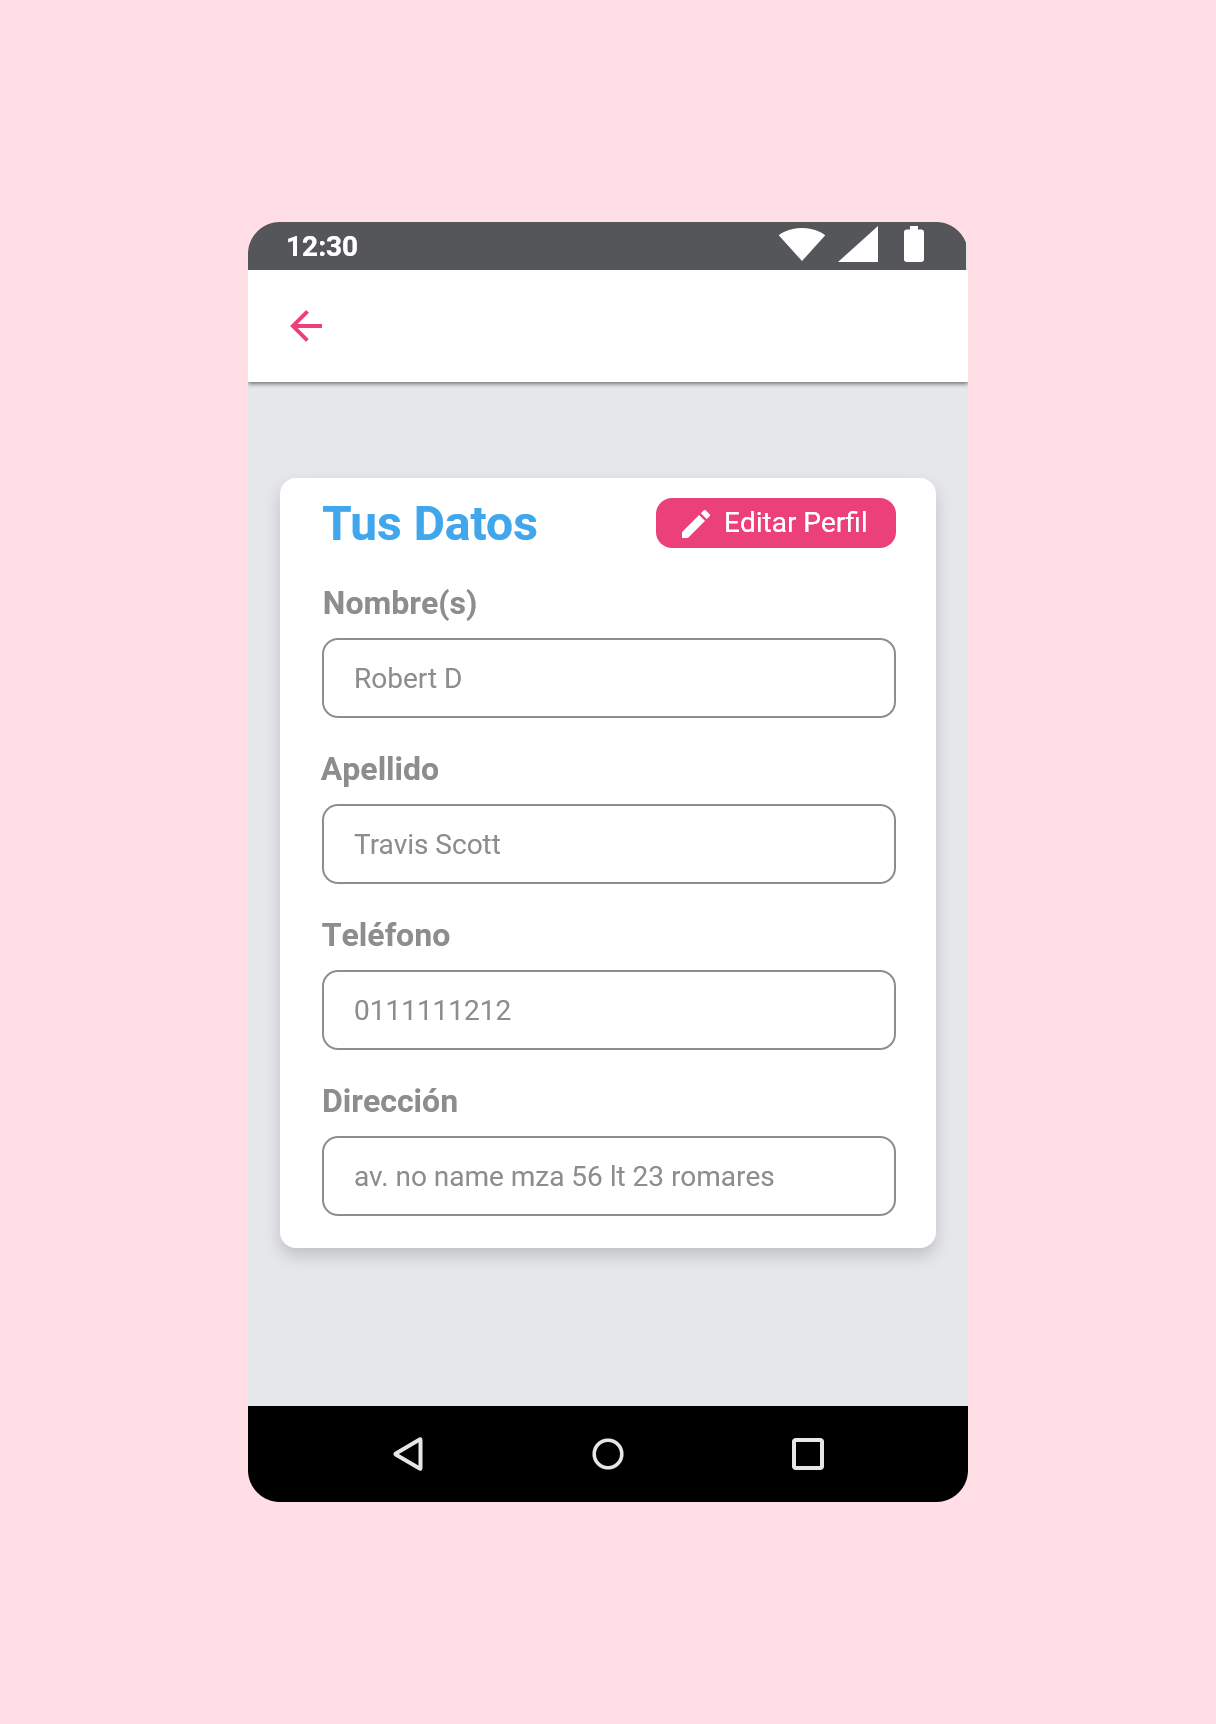 12:30
Tus Datos
Editar Perfil
Nombre(s)
Robert D
Apellido
Travis Scott
Teléfono
0111111212
Dirección
av. no name mza 56 lt 23 romares